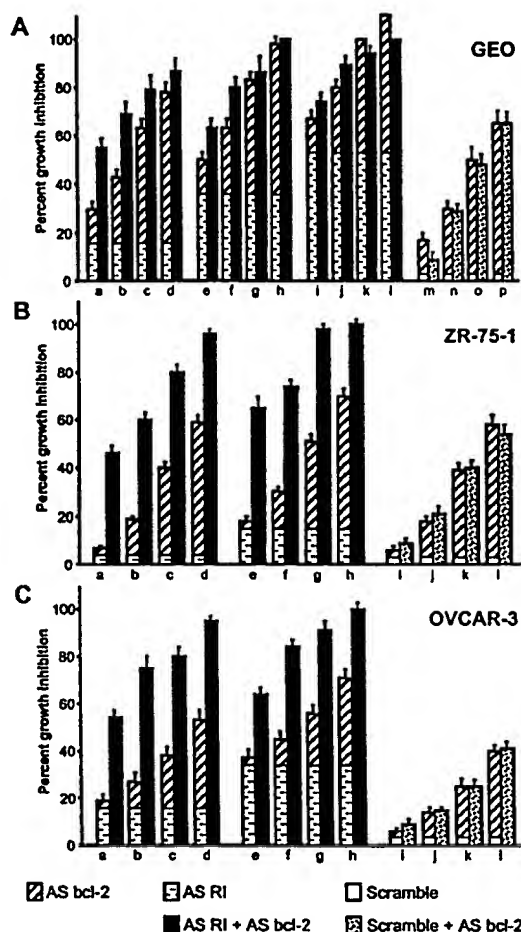 A
GEO
Percent growth inhibition
100
80
60
40
20
0
a b c d e f g h i j k l m n o p
B
ZR-75-1
Percent growth inhibition
100
80
60
40
20
0
a b c d e f g h i j k l
C
OVCAR-3
Percent growth inhibition
100
80
60
40
20
0
a b c d e f g h i j k l
AS bcl-2 AS RI Scramble
AS RI + AS bcl-2 Scramble + AS bcl-2